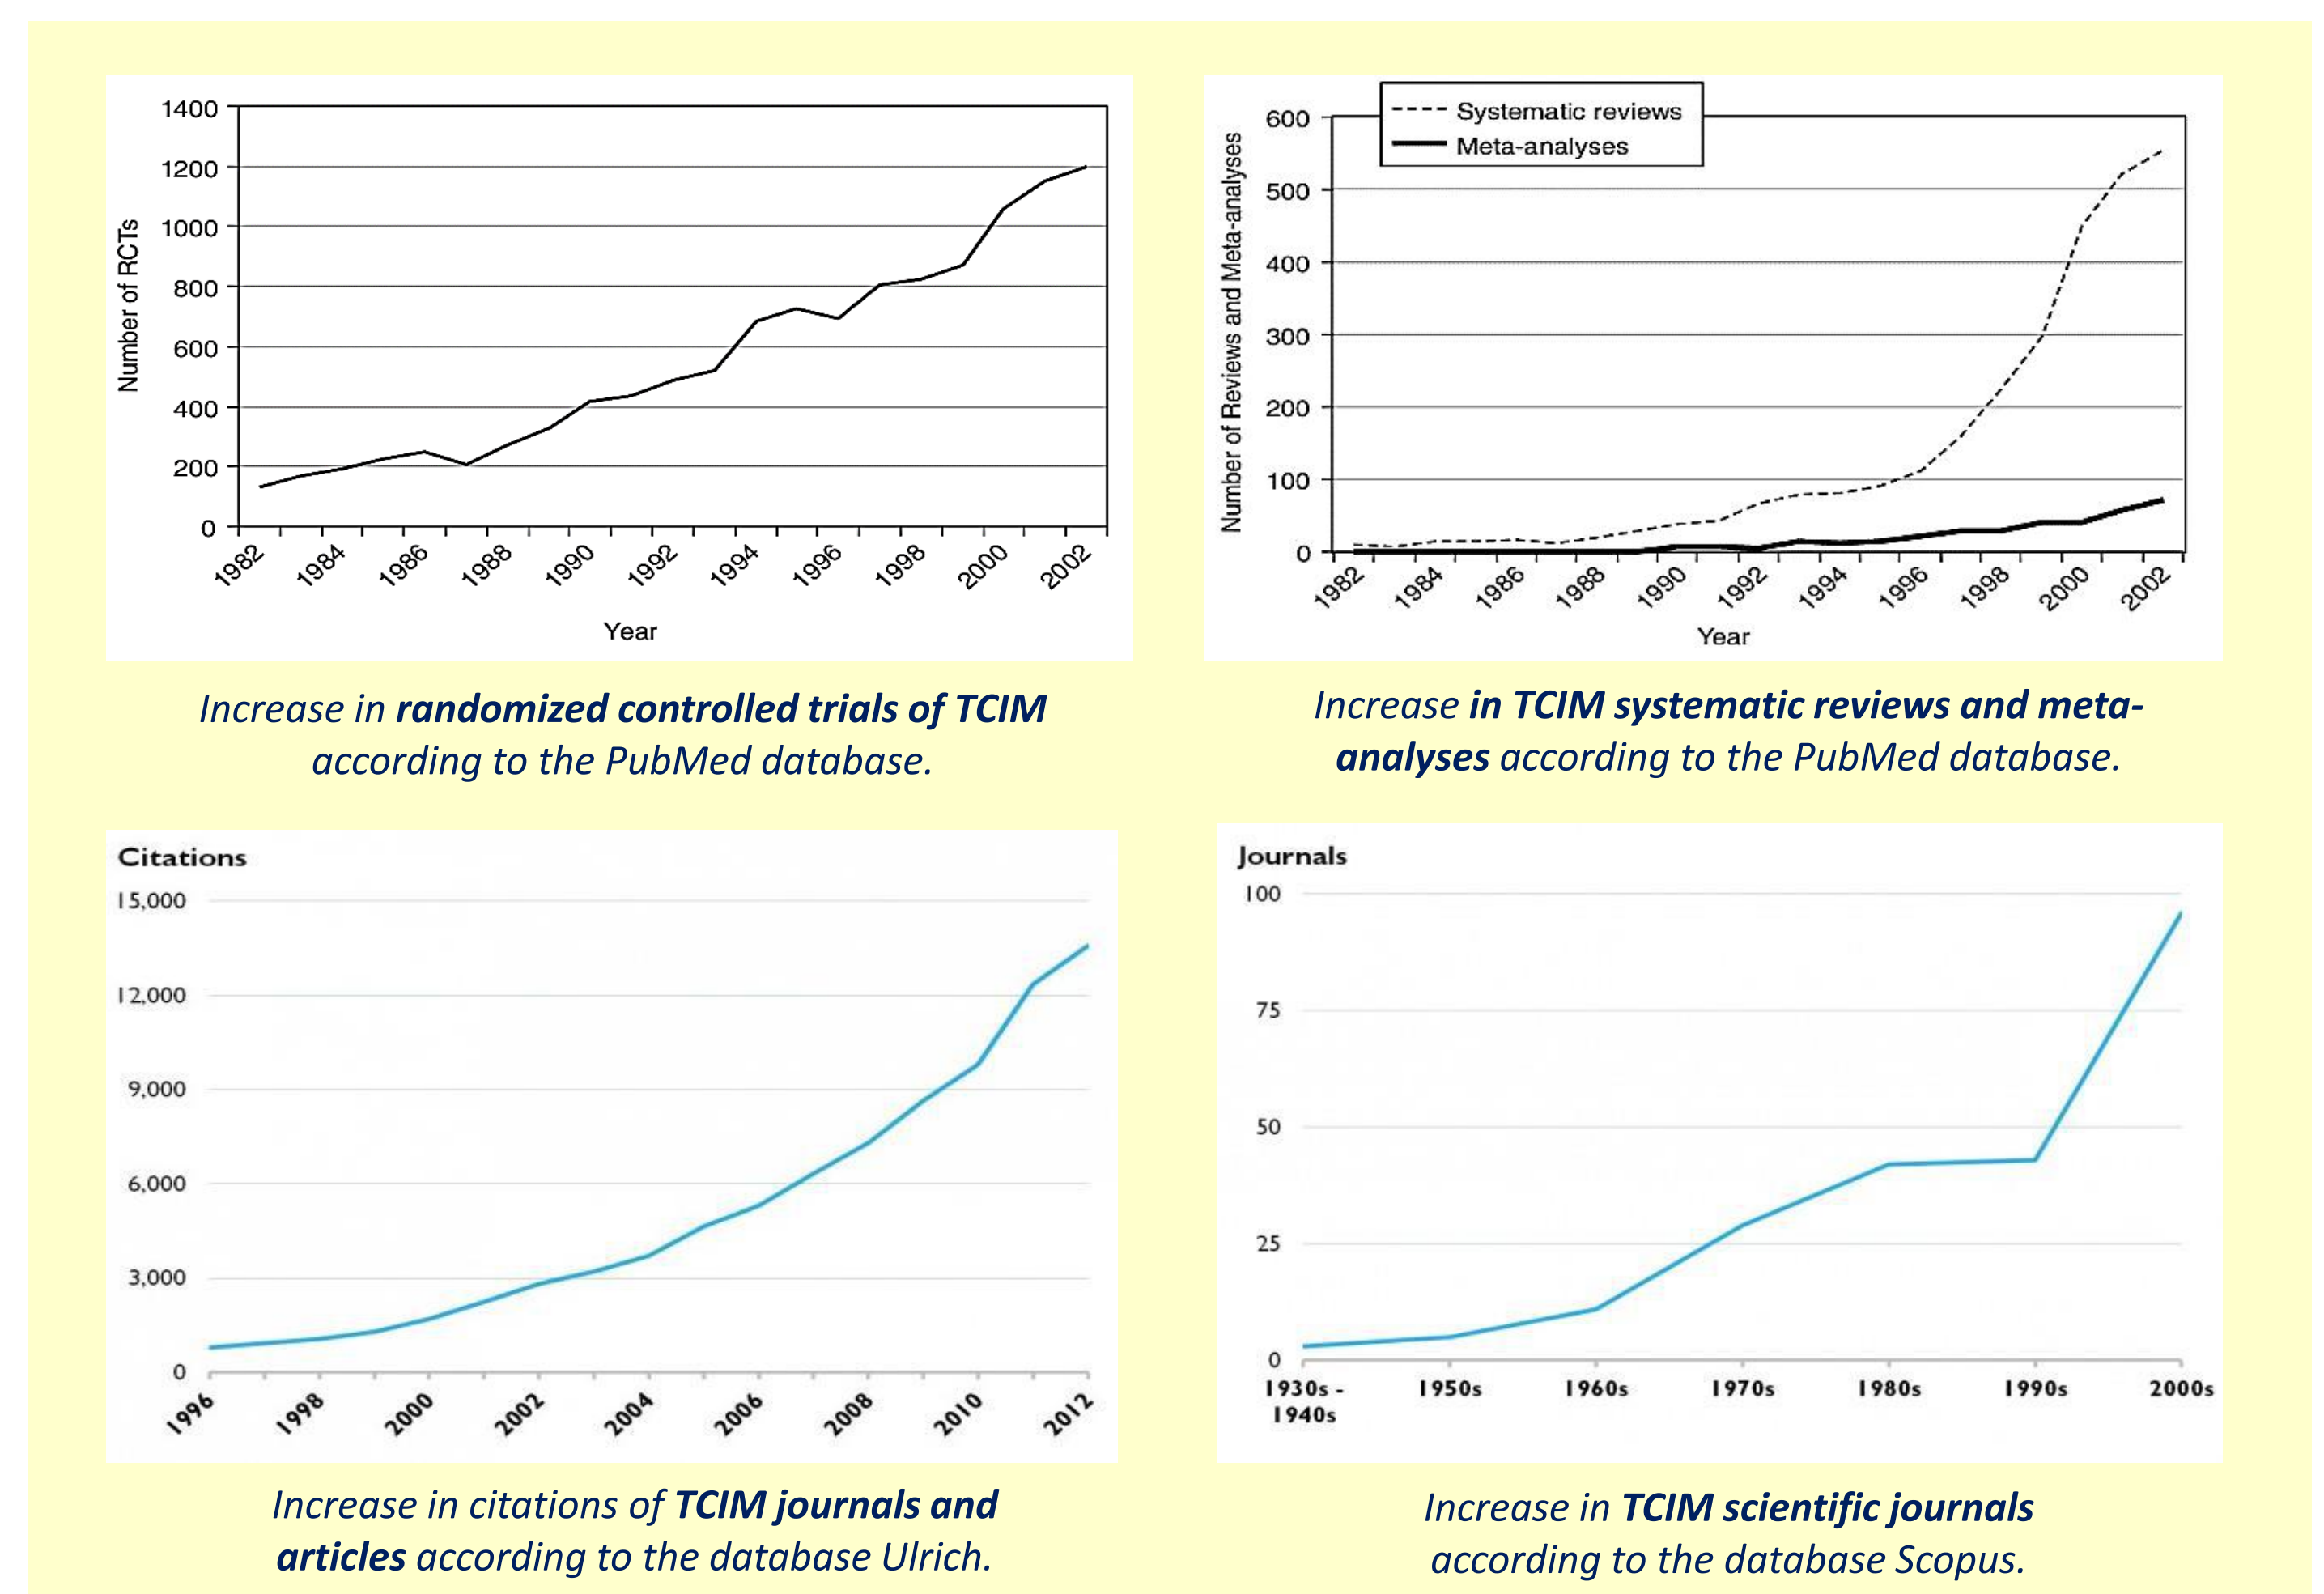 1400
1200
1000
800
600
400
200
0
Number of RCTs
1982
1984
1986
1988
1990
1992
1994
1996
1998
2000
2002
Year
Increase in randomized controlled trials of TCIM
according to the PubMed database.
Systematic reviews
Meta-analyses
600
500
400
300
200
100
0
Number of Reviews and Meta-analyses
1982
1984
1986
1988
1990
1992
1994
1996
1998
2000
2002
Year
Increase in TCIM systematic reviews and meta-
analyses according to the PubMed database.
Citations
15,000
12,000
9,000
6,000
3,000
0
1996
1998
2000
2002
2004
2006
2008
2010
2012
Increase in citations of TCIM journals and
articles according to the database Ulrich.
Journals
100
75
50
25
0
1930s -
1940s
1950s
1960s
1970s
1980s
1990s
2000s
Increase in TCIM scientific journals
according to the database Scopus.